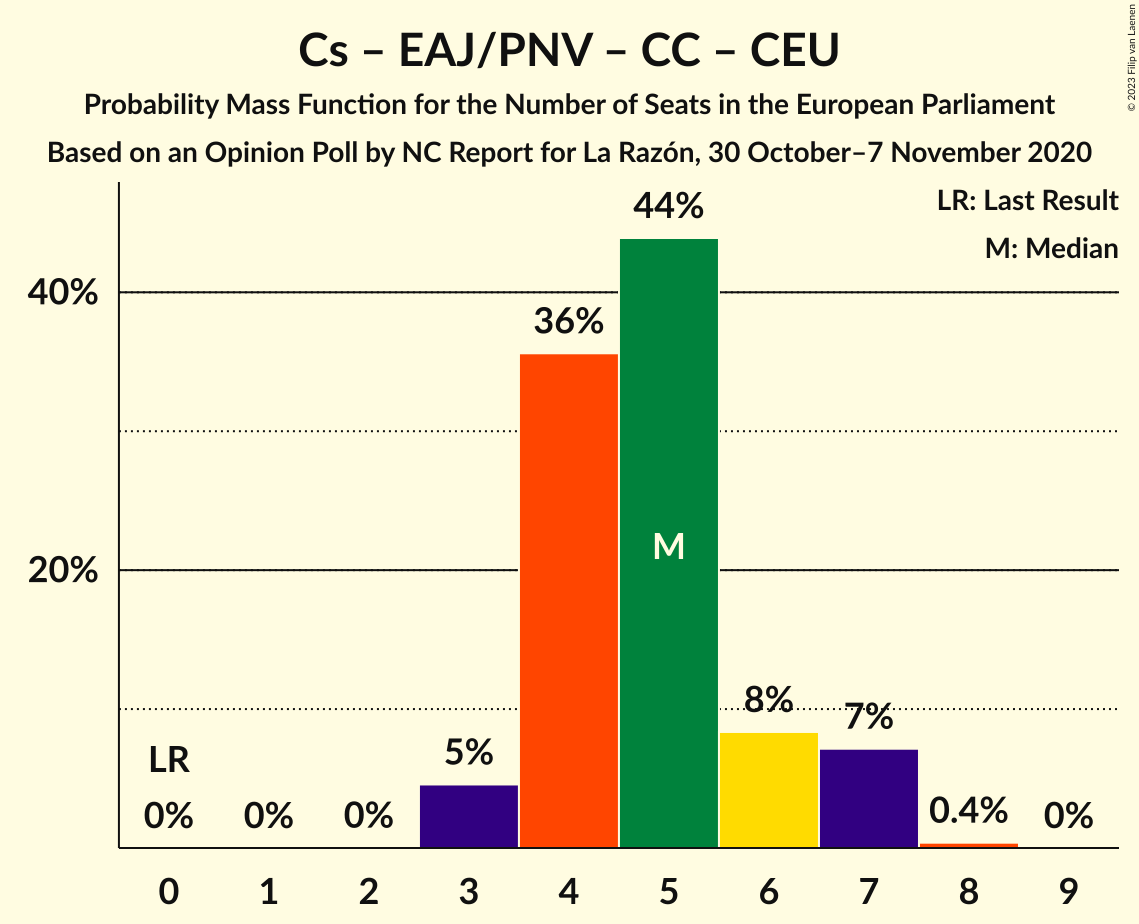 Cs – EAJ/PNV – CC – CEU
Probability Mass Function for the Number of Seats in the European Parliament
Based on an Opinion Poll by NC Report for La Razón, 30 October–7 November 2020
© 2023 Filip van Laenen
LR: Last Result
M: Median
44%
40%
36%
M
20%
8%
7%
5%
LR
0% 0% 0% 0.4% 0%
0 1 2 3 4 5 6 7 8 9